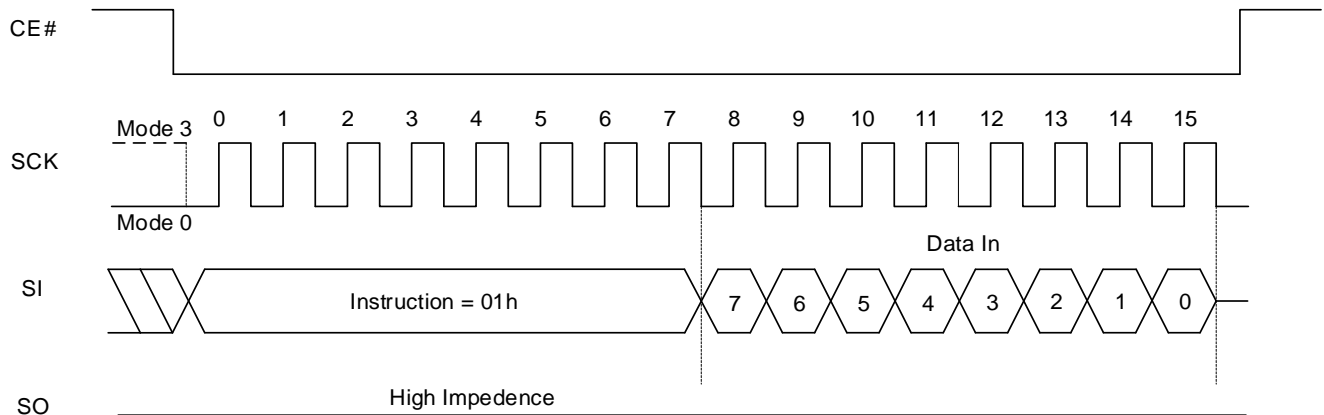 CE#
Mode 3 0 1 2 3 4 5 6 7 8 9 10 11 12 13 14 15
SCK
Mode 0
Data In
SI Instruction = 01h 7 6 5 4 3 2 1 0
High Impedence
SO